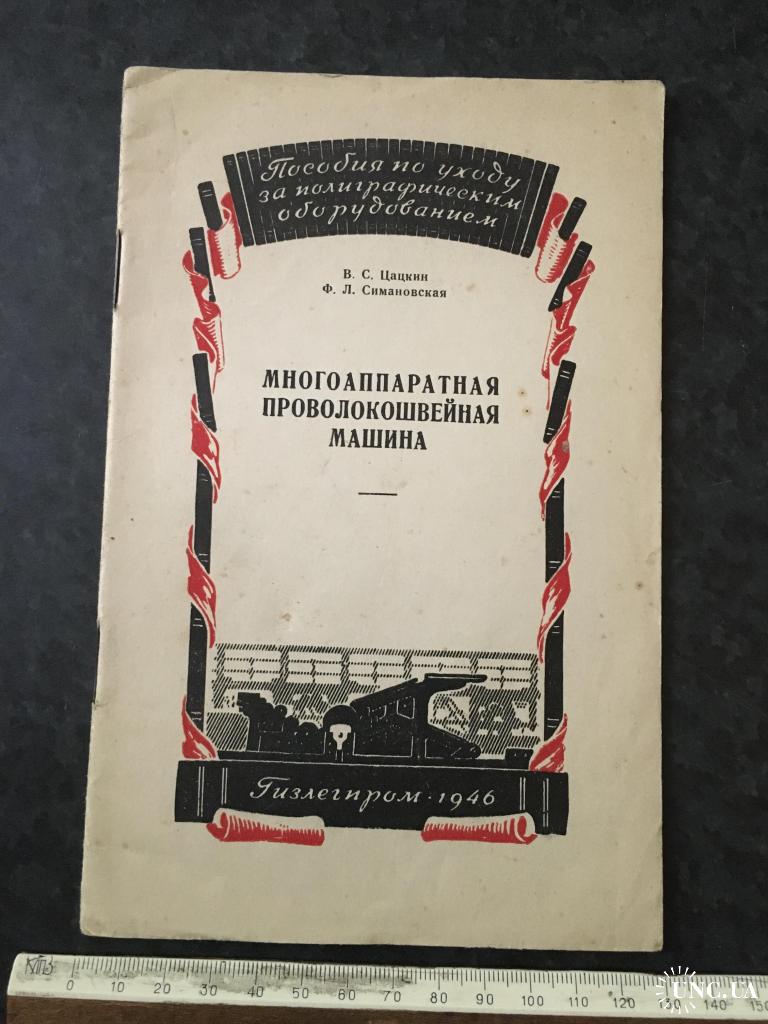 Пособия по уходу
за полиграфическим
оборудованием
В. С. Цацкин
Ф. Л. Симановская
МНОГОАППАРАТНАЯ
ПРОВОЛОКОШВЕЙНАЯ
МАШИНА
Гизлегпром · 1946
КПЗ
0 10 20 30 40 50 60 70 80 90 100 110 120 130 140 150
UNC.UA